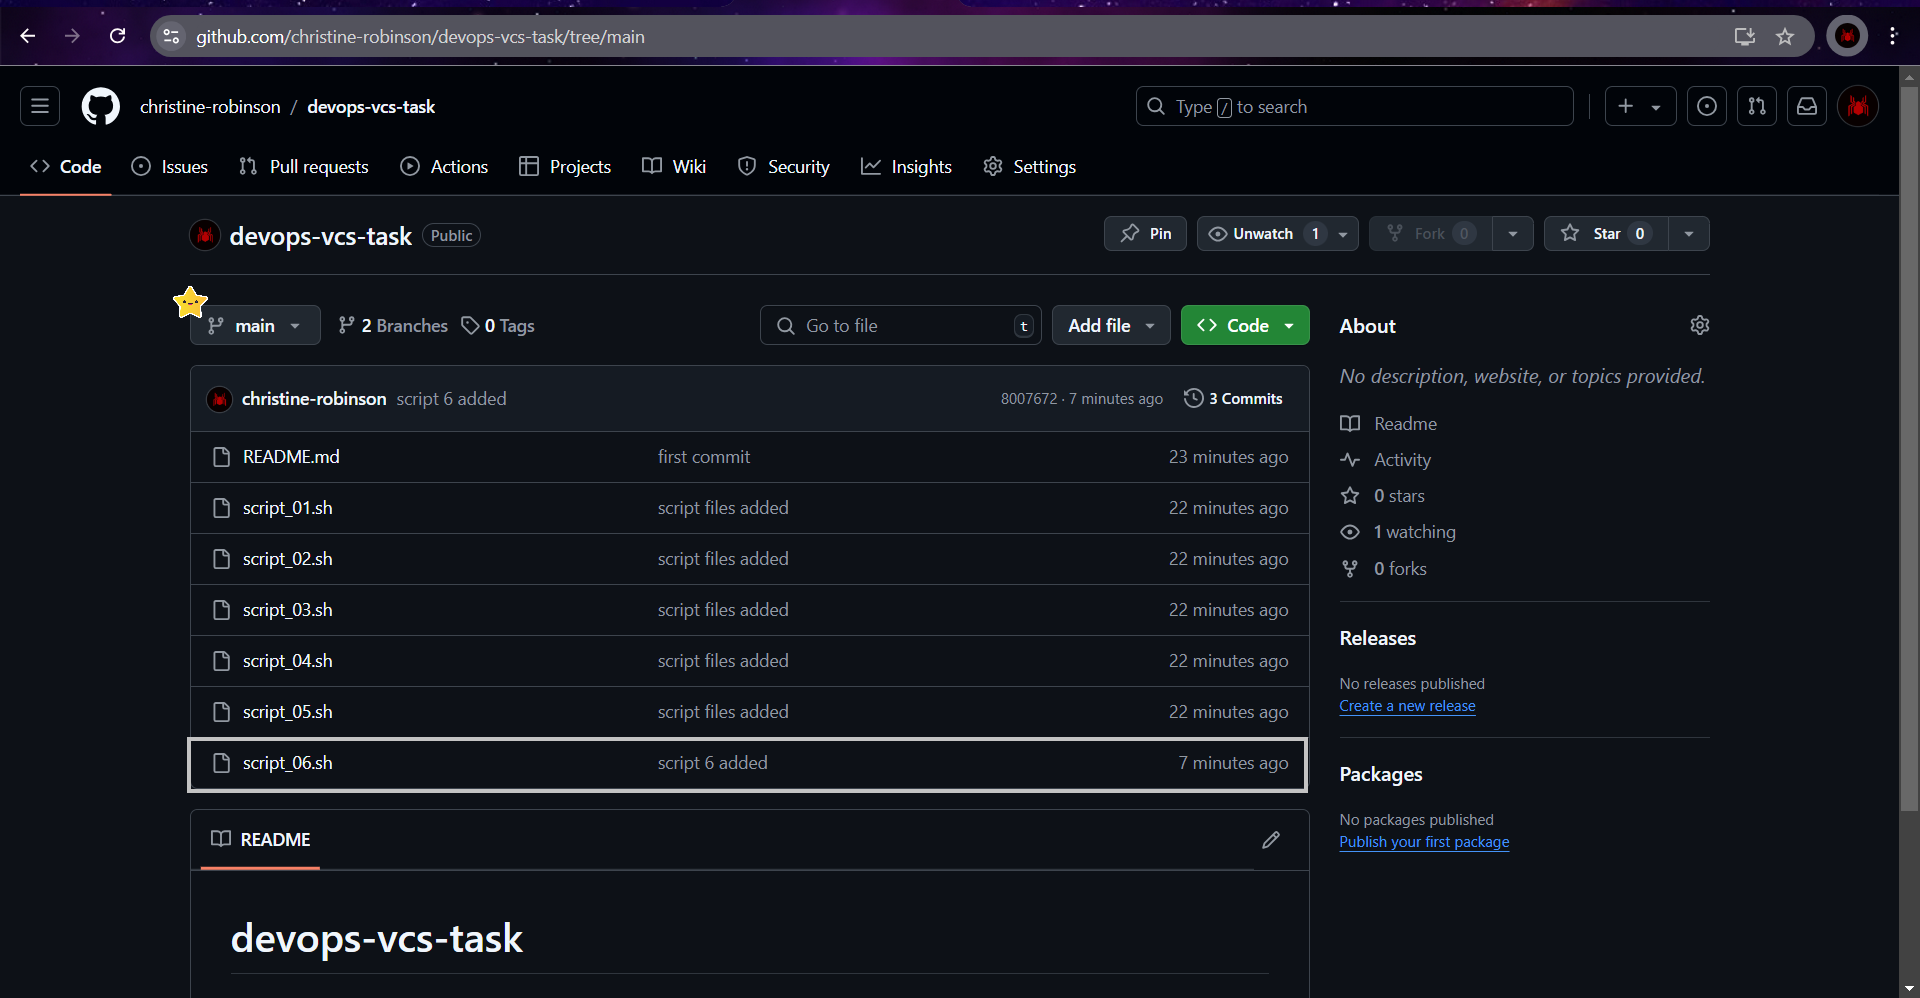 github.com/christine-robinson/devops-vcs-task/tree/main
christine-robinson / devops-vcs-task
Type / to search
Code Issues Pull requests Actions Projects Wiki Security Insights Settings
devops-vcs-task Public
Pin Unwatch 1 Fork 0 Star 0
main 2 Branches 0 Tags Go to file t Add file Code
christine-robinson script 6 added 8007672 · 7 minutes ago 3 Commits
README.md first commit 23 minutes ago
script_01.sh script files added 22 minutes ago
script_02.sh script files added 22 minutes ago
script_03.sh script files added 22 minutes ago
script_04.sh script files added 22 minutes ago
script_05.sh script files added 22 minutes ago
script_06.sh script 6 added 7 minutes ago
README
devops-vcs-task
About
No description, website, or topics provided.
Readme
Activity
0 stars
1 watching
0 forks
Releases
No releases published
Create a new release
Packages
No packages published
Publish your first package